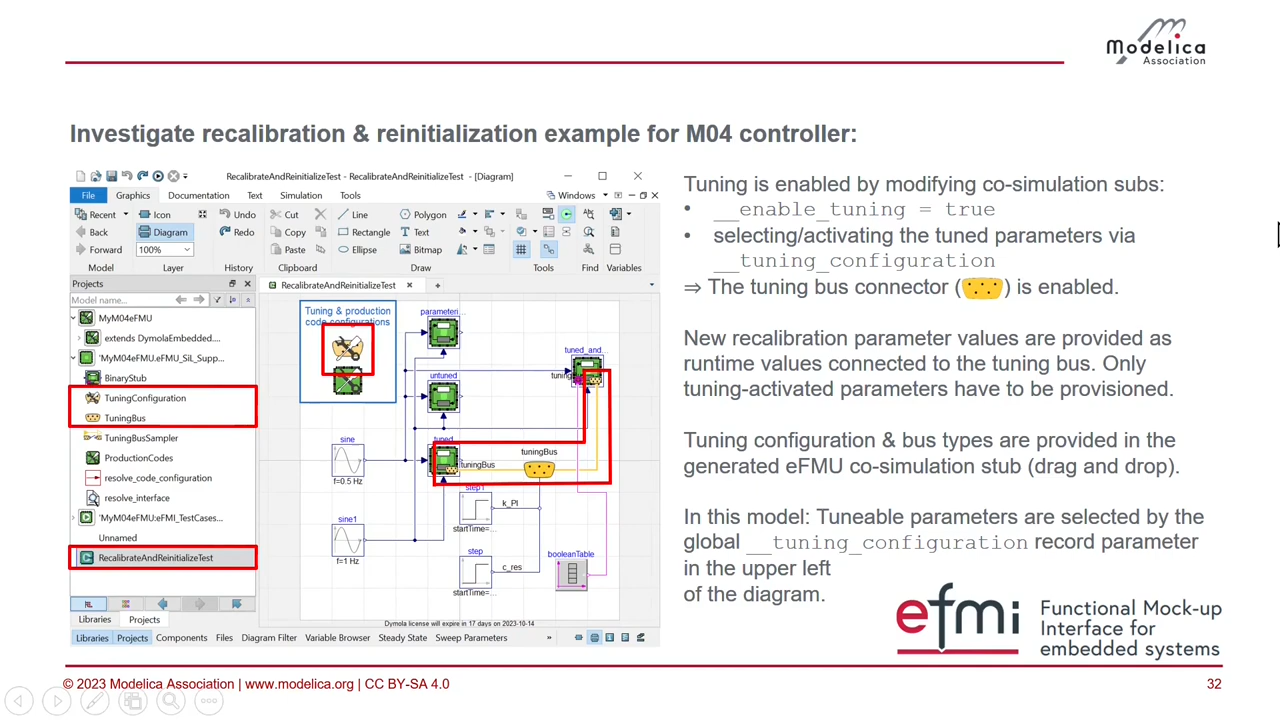 Modelica
Association
Investigate recalibration & reinitialization example for M04 controller:
RecalibrateAndReinitializeTest - RecalibrateAndReinitializeTest - [Diagram]
File Graphics Documentation Text Simulation Tools Windows
Recent Icon Undo Cut Line Polygon
Back Diagram Redo Copy Rectangle Text
Forward 100% Paste Ellipse Bitmap
Model Layer History Clipboard Draw Tools Find Variables
Projects
Model name...
MyM04eFMU
extends DymolaEmbedded.
'MyM04eFMU.eFMU_SiL_Supp...
BinaryStub
TuningConfiguration
TuningBus
TuningBusSampler
ProductionCodes
resolve_code_configuration
resolve_interface
'MyM04eFMU:eFMI_TestCases...
Unnamed
RecalibrateAndReinitializeTest
Libraries Projects
RecalibrateAndReinitializeTest
Tuning & production
code configurations
parameteri...
tuned_and...
tuning
untuned
sine
f=0.5 Hz
tuned
tuningBus
tuningBus
step1
k_PI
startTime=...
sine1
f=1 Hz
step
c_res
startTime=...
booleanTable
Dymola license will expire in 17 days on 2023-10-14
Libraries Projects Components Files Diagram Filter Variable Browser Steady State Sweep Parameters »
Tuning is enabled by modifying co-simulation subs:
• __enable_tuning = true
• selecting/activating the tuned parameters via
__tuning_configuration
⇒ The tuning bus connector ( ) is enabled.
New recalibration parameter values are provided as
runtime values connected to the tuning bus. Only
tuning-activated parameters have to be provisioned.
Tuning configuration & bus types are provided in the
generated eFMU co-simulation stub (drag and drop).
In this model: Tuneable parameters are selected by the
global __tuning_configuration record parameter
in the upper left
of the diagram.
efmi
Functional Mock-up
Interface for
embedded systems
© 2023 Modelica Association | www.modelica.org | CC BY-SA 4.0
32